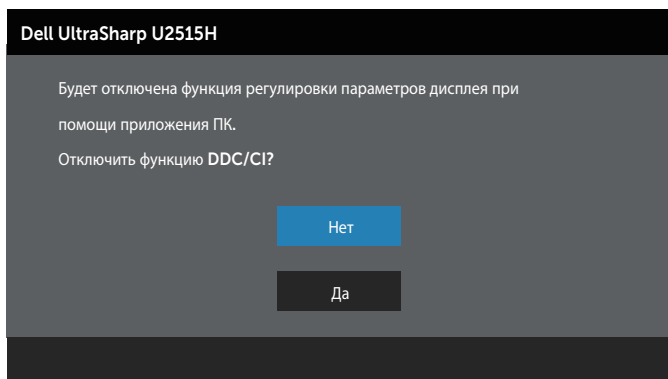 Dell UltraSharp U2515H
Будет отключена функция регулировки параметров дисплея при
помощи приложения ПК.
Отключить функцию DDC/CI?
Нет
Да